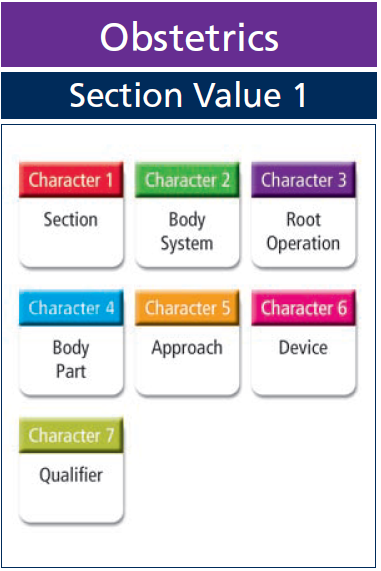 Obstetrics
Section Value 1
Character 1
Section
Character 2
Body
System
Character 3
Root
Operation
Character 4
Body
Part
Character 5
Approach
Character 6
Device
Character 7
Qualifier